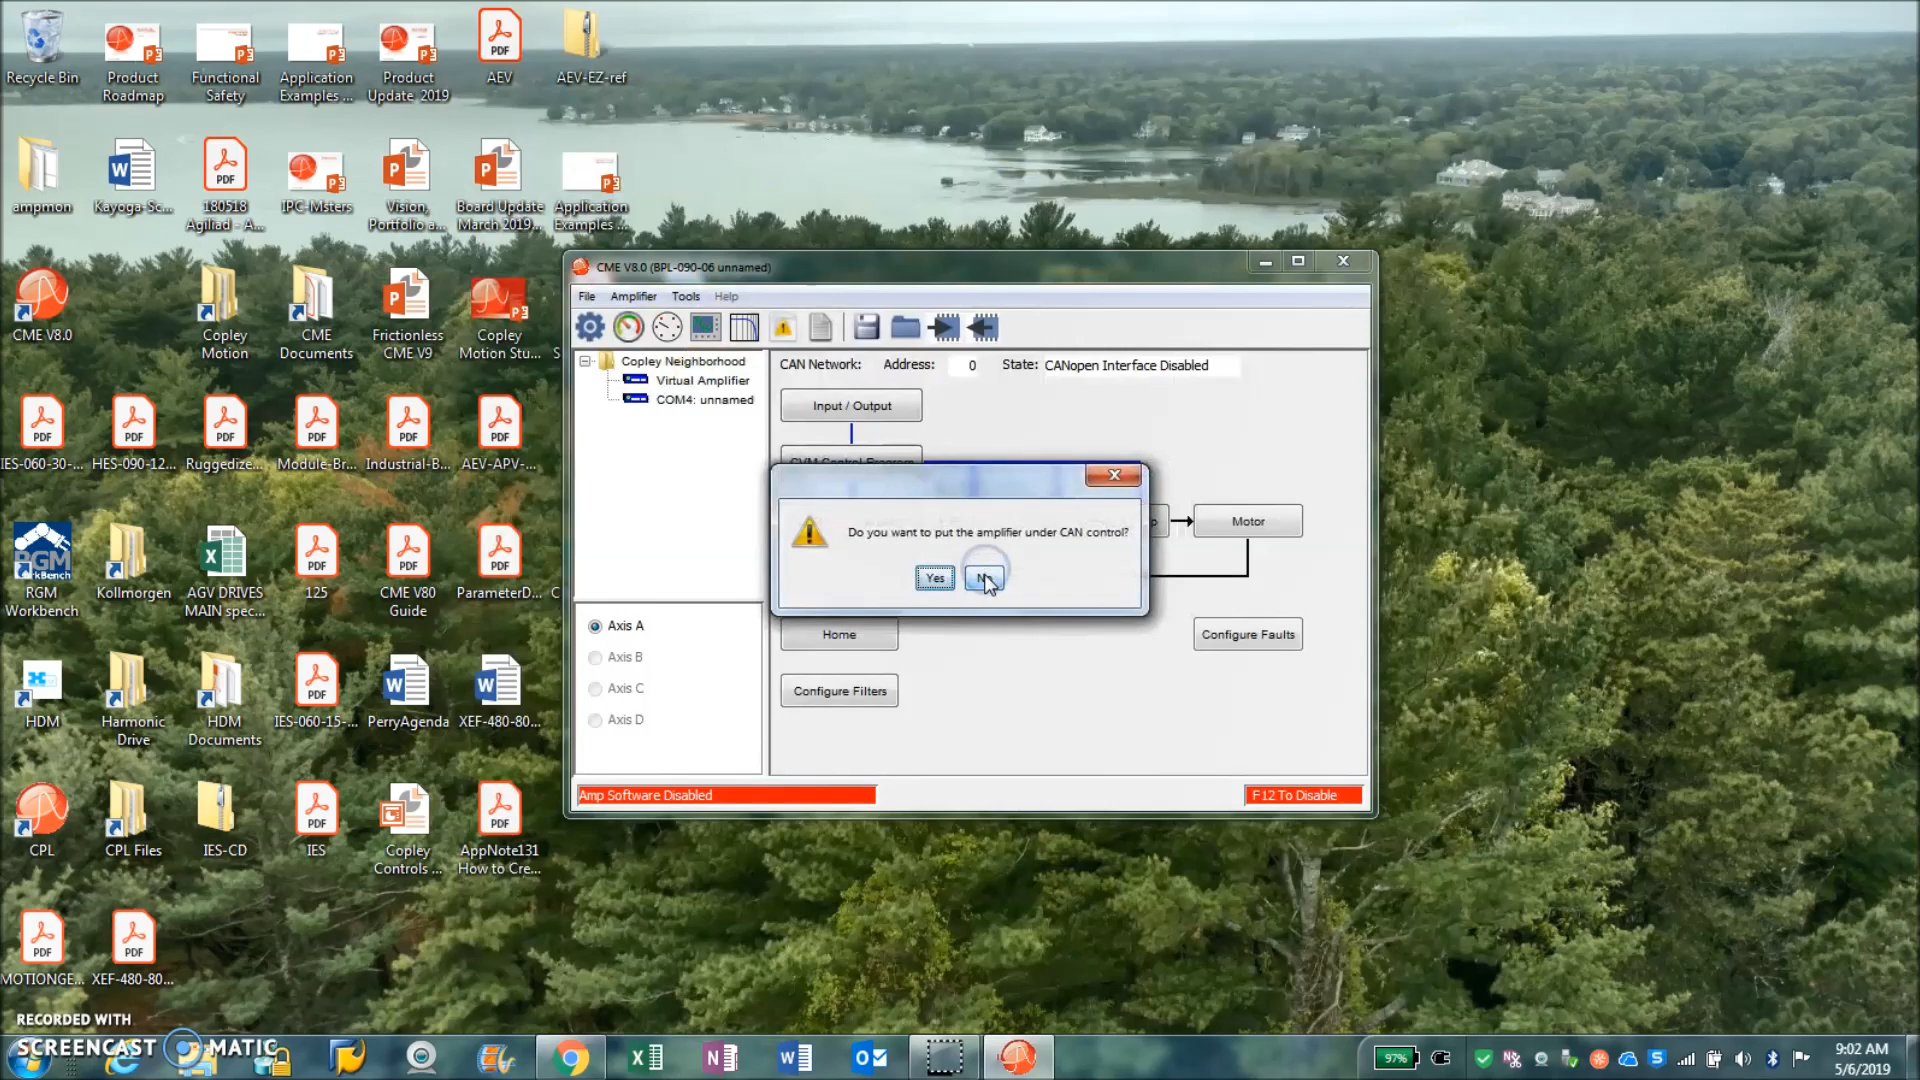 Recycle Bin
Product Roadmap
Functional Safety
Application Examples ...
Product Update_2019
AEV
AEV-EZ-ref
ampmon
Kayoga-Sc...
180518 Agiliad - A...
IPC-Msters
Vision, Portfolio a...
Board Update March 2019...
Application Examples ...
CME V8.0
Copley Motion
CME Documents
Frictionless CME V9
Copley Motion Stu...
IES-060-30-...
HES-090-12...
Ruggedize...
Module-Br...
Industrial-B...
AEV-APV-...
RGM Workbench
Kollmorgen
AGV DRIVES MAIN spec...
125
CME V80 Guide
ParameterD...
HDM
Harmonic Drive
HDM Documents
IES-060-15-...
PerryAgenda
XEF-480-80...
CPL
CPL Files
IES-CD
IES
Copley Controls ...
AppNote131 How to Cre...
MOTIONGE...
XEF-480-80...
CME V8.0 (BPL-090-06 unnamed)
File Amplifier Tools Help
Copley Neighborhood
Virtual Amplifier
COM4: unnamed
CAN Network: Address: 0 State: CANopen Interface Disabled
Input / Output
CVM Control Program
Do you want to put the amplifier under CAN control?
Yes
Motor
Home
Configure Faults
Configure Filters
Axis A
Axis B
Axis C
Axis D
Amp Software Disabled
F12 To Disable
RECORDED WITH
SCREENCAST MATIC
97%
9:02 AM
5/6/2019